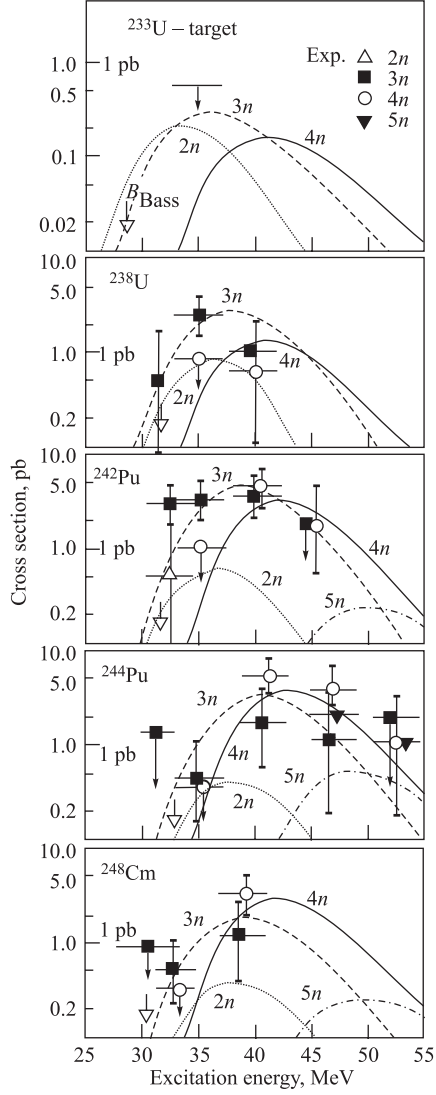 ²³³U – target
Exp. △ 2n
■ 3n
○ 4n
▼ 5n
1.0
1 pb
0.5
0.1
0.02
3n
2n
4n
B Bass
10.0
²³⁸U
5.0
1.0
1 pb
0.2
3n
4n
2n
10.0
²⁴²Pu
5.0
1.0
1 pb
0.2
3n
4n
2n
5n
10.0
²⁴⁴Pu
5.0
1.0
1 pb
0.2
3n
4n
2n
5n
10.0
²⁴⁸Cm
5.0
1.0
1 pb
0.2
3n
4n
2n
5n
25 30 35 40 45 50 55
Excitation energy, MeV
Cross section, pb